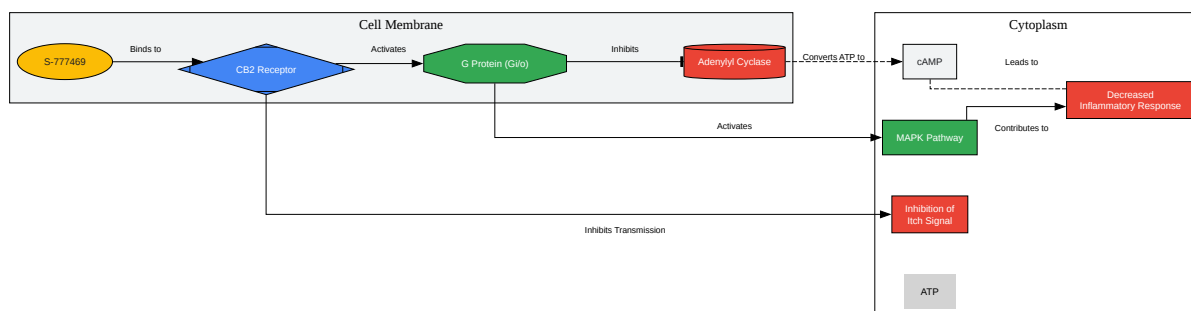 Cell Membrane
Cytoplasm
S-777469
Binds to
CB2 Receptor
Activates
G Protein (Gi/o)
Inhibits
Adenylyl Cyclase
Converts ATP to
cAMP
Leads to
Decreased
Inflammatory Response
Activates
MAPK Pathway
Contributes to
Inhibits Transmission
Inhibition of
Itch Signal
ATP